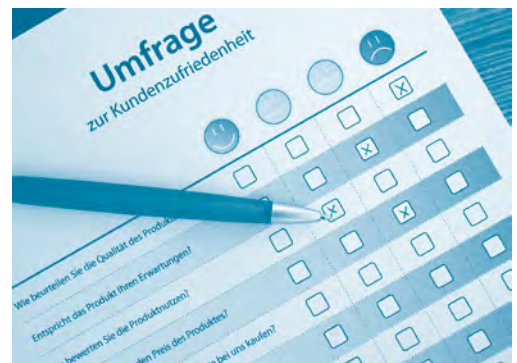 Umfrage
zur Kundenzufriedenheit
Wie beurteilen Sie die Qualität des
Entspricht das Produkt Ihren Erwartungen?
bewerten Sie die Produktnutzen?
den Preis des Produktes?
bei uns kaufen?